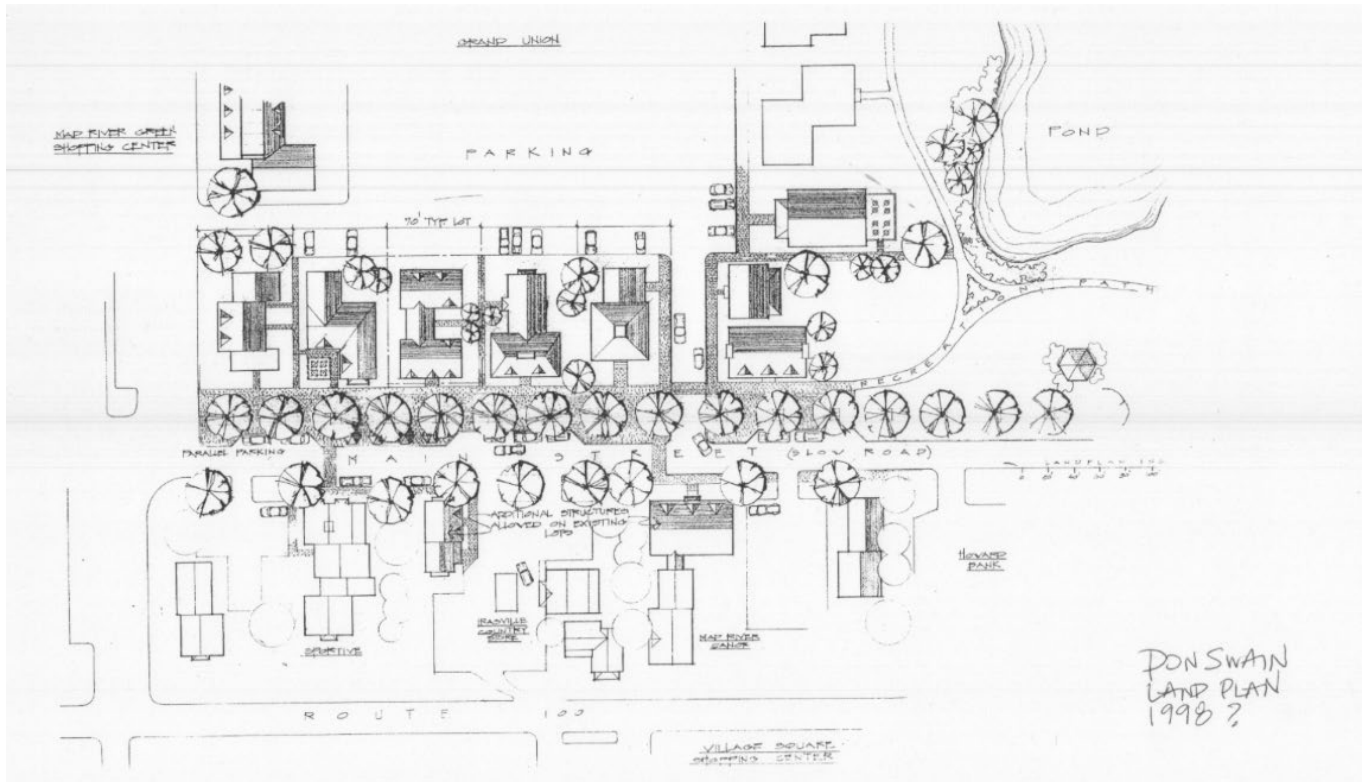 GRAND UNION
MAD RIVER GREEN
SHOPPING CENTER
PARKING
POND
70' TYP LOT
RECREATION PATH
PARALLEL PARKING
MAIN STREET (SLOW ROAD)
ADDITIONAL STRUCTURES
ALLOWED ON EXISTING
LOTS
HOWARD
BANK
IRASVILLE
COUNTRY
STORE
SPORTIVE
MAD RIVER
CANOE
DON SWAIN
LAND PLAN
1998 ?
ROUTE 100
VILLAGE SQUARE
SHOPPING CENTER